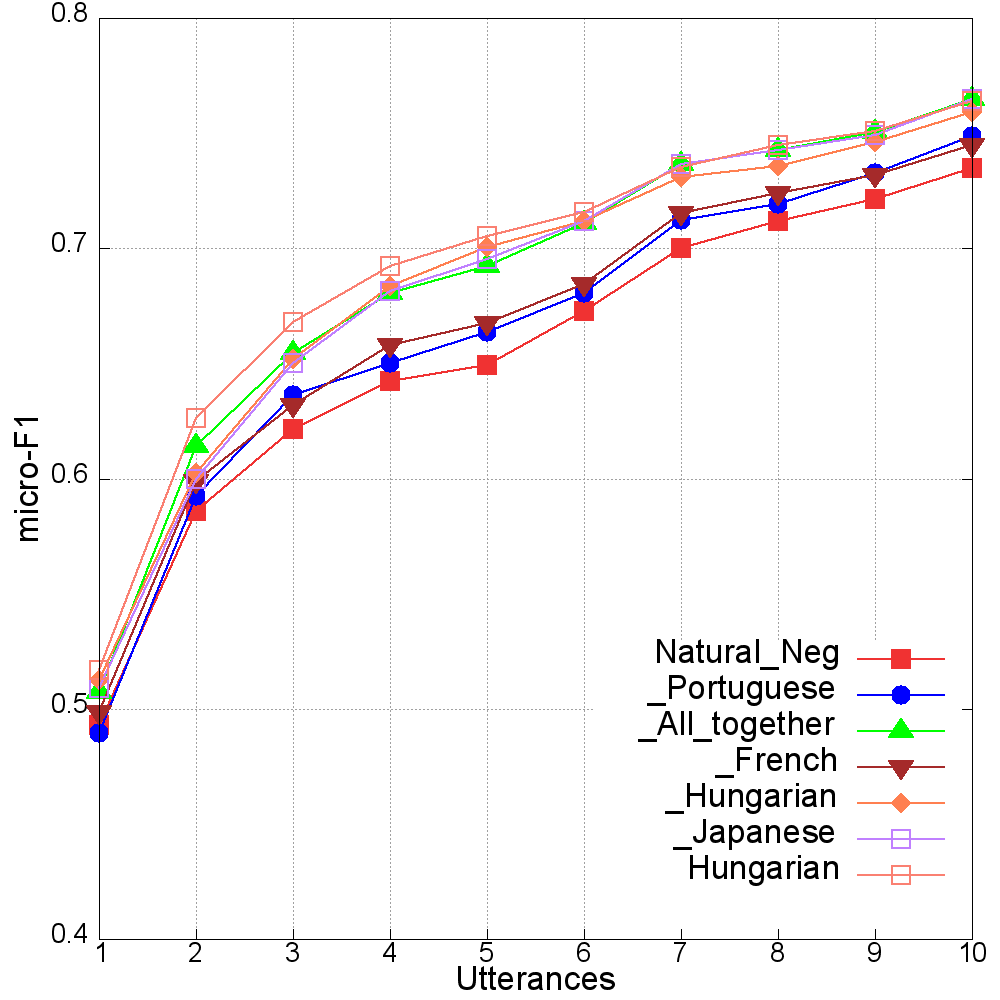 0.8
0.7
0.6
0.5
0.4
micro-F1
Natural_Neg
_Portuguese
_All_together
_French
_Hungarian
_Japanese
Hungarian
1 2 3 4 5 6 7 8 9 10
Utterances